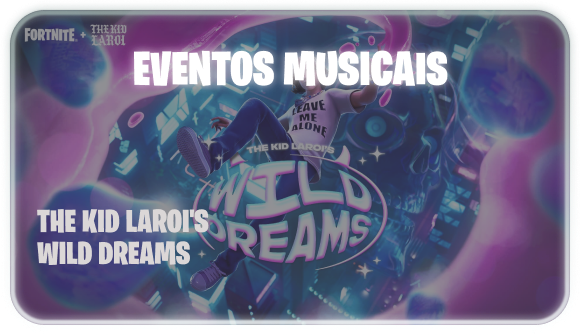 FORTNITE + THE KID
LAROI
EVENTOS MUSICAIS
LEAVE
ME
ALONE
THE KID LAROI'S
WILD
DREAMS
THE KID LAROI'S
WILD DREAMS